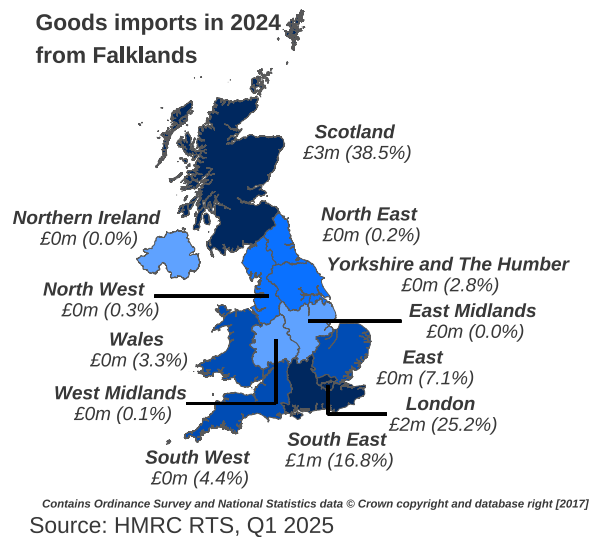 Goods imports in 2024
from Falklands
Scotland
£3m (38.5%)
Northern Ireland
£0m (0.0%)
North East
£0m (0.2%)
Yorkshire and The Humber
£0m (2.8%)
North West
£0m (0.3%)
East Midlands
£0m (0.0%)
Wales
£0m (3.3%)
East
£0m (7.1%)
West Midlands
£0m (0.1%)
London
£2m (25.2%)
South East
£1m (16.8%)
South West
£0m (4.4%)
Contains Ordinance Survey and National Statistics data © Crown copyright and database right [2017]
Source: HMRC RTS, Q1 2025